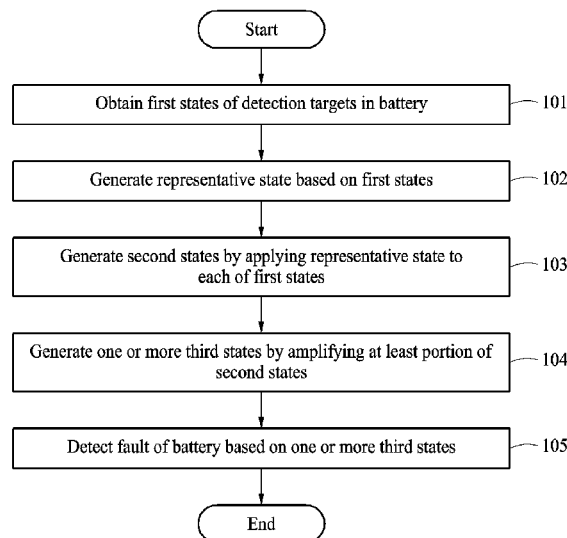 Start
Obtain first states of detection targets in battery
101
Generate representative state based on first states
102
Generate second states by applying representative state to
each of first states
103
Generate one or more third states by amplifying at least portion of
second states
104
Detect fault of battery based on one or more third states
105
End